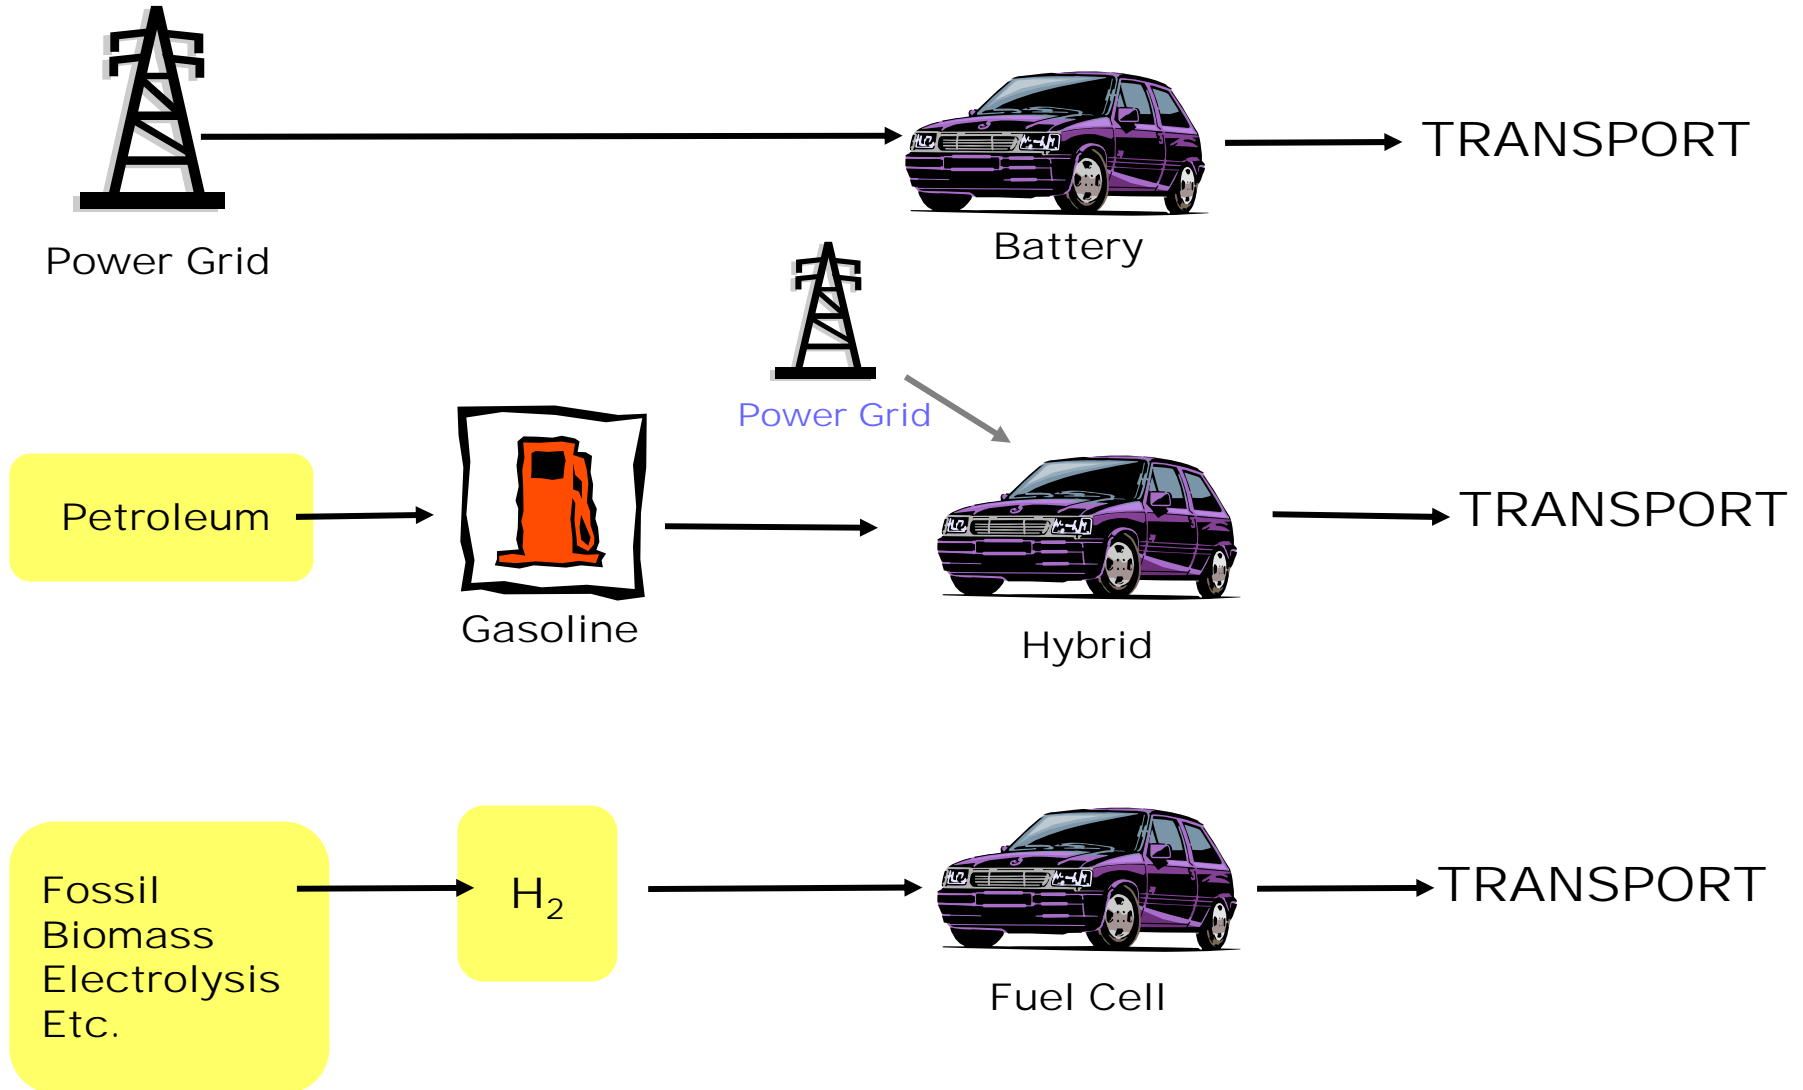 Power Grid
Battery
TRANSPORT
Power Grid
Petroleum
Gasoline
Hybrid
TRANSPORT
Fossil
Biomass
Electrolysis
Etc.
H₂
Fuel Cell
TRANSPORT